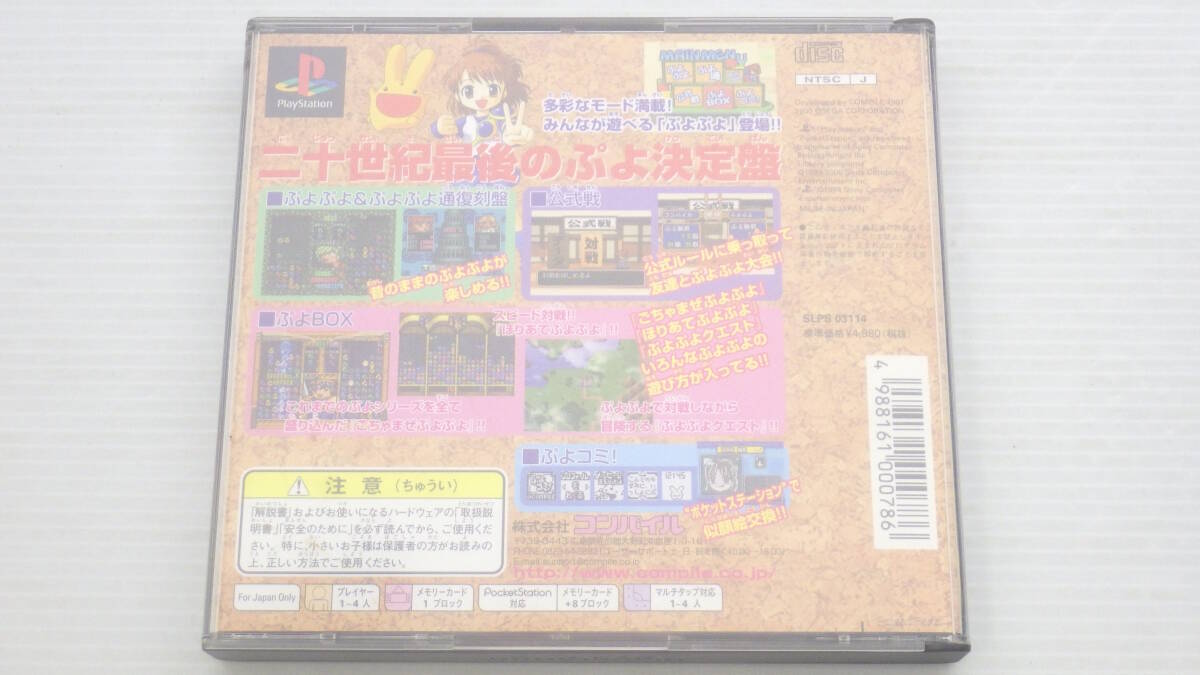 PlayStation
MAIN MENU
多彩なモード満載!
みんなが遊べる「ぷよぷよ」登場!!
二十世紀最後のぷよ決定盤
disc
NTSC J
■ぷよぷよ&ぷよぷよ通復刻盤
昔のままのぷよぷよが
楽しめる!!
■公式戦
公式戦
対戦
公式ルールに乗っ取って
友達とぷよぷよ大会!!
■ぷよBOX
スピード対戦!!
『ほりあてぷよぷよ』!!
これまでのぷよシリーズを全て
盛り込んだ『ごちゃまぜぷよぷよ』!!
『ごちゃまぜぷよぷよ』
『ほりあてぷよぷよ』
『ぷよぷよクエスト』
いろんなぷよぷよの
遊び方が入ってる!!
ぷよぷよで対戦しながら
冒険する『ぷよぷよクエスト』!!
■ぷよコミ!
"ポケットステーション"で
似顔絵交換!!
MADE IN JAPAN
SLPS 03114
標準価格¥4,980(税抜)
4 988161 000786
注意(ちゅうい)
「解説書」およびお使いになるハードウェアの「取扱説
明書」「安全のために」を必ず読んでから、ご使用くだ
さい。特に、小さいお子様は保護者の方がお読みの
上、正しい方法でご使用ください。
株式会社 コンパイル
http://www.compile.co.jp/
For Japan Only
プレイヤー
1~4人
メモリーカード
1ブロック
PocketStation
対応
メモリーカード
+8ブロック
マルチタップ対応
1~4人